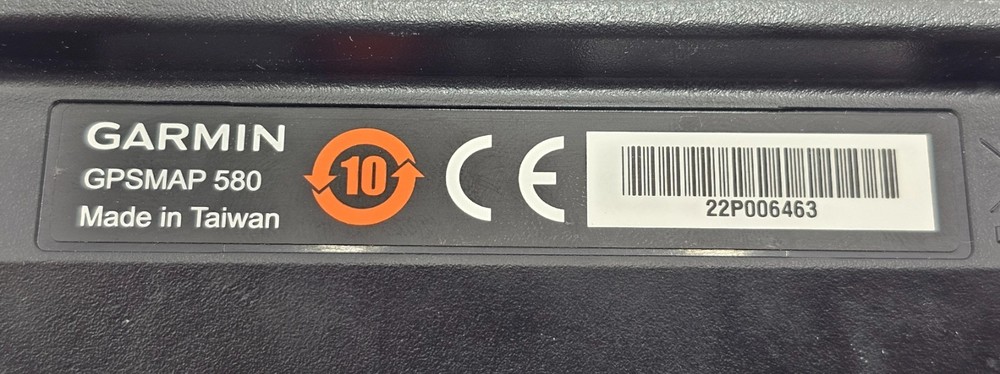 GARMIN
GPSMAP 580
Made in Taiwan
10
CE
22P006463